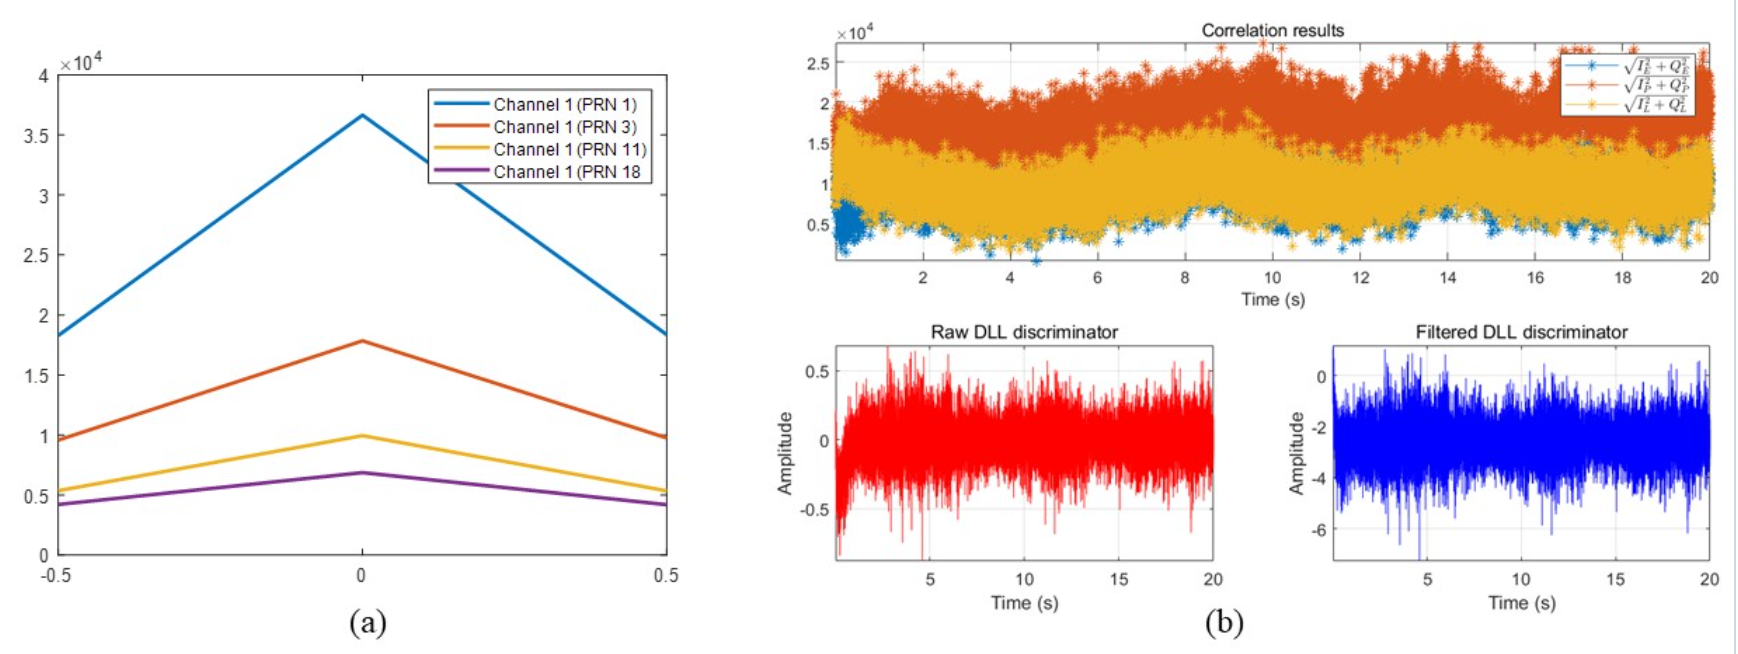 ×10⁴
4
3.5
3
2.5
2
1.5
1
0.5
0
-0.5
0
0.5
Channel 1 (PRN 1)
Channel 1 (PRN 3)
Channel 1 (PRN 11)
Channel 1 (PRN 18
(a)
Correlation results
×10⁴
2.5
2
1.5
1
0.5
√I_E² + Q_E²
√I_P² + Q_P²
√I_L² + Q_L²
2 4 6 8 10 12 14 16 18 20
Time (s)
Raw DLL discriminator
Amplitude
0.5
0
-0.5
5 10 15 20
Time (s)
Filtered DLL discriminator
Amplitude
0
-2
-4
-6
5 10 15 20
Time (s)
(b)